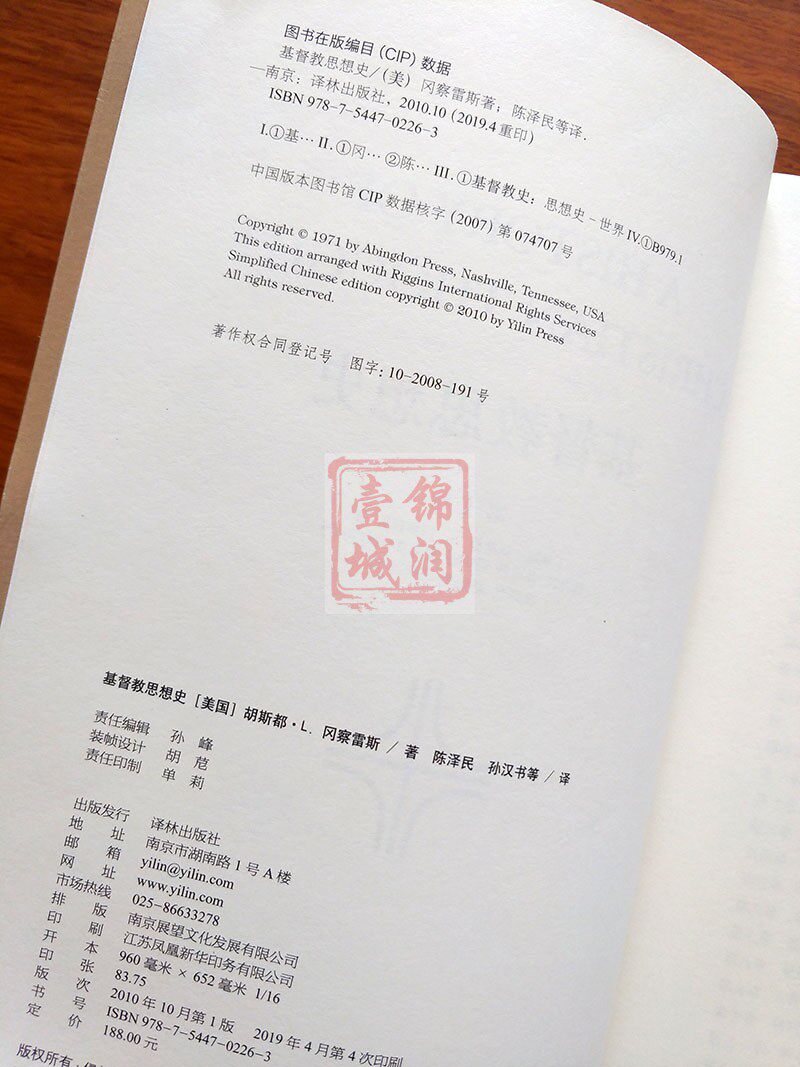 图书在版编目（CIP）数据
基督教思想史／（美）冈察雷斯著；陈泽民等译．
—南京：译林出版社，2010.10（2019.4重印）
ISBN 978-7-5447-0226-3
I.①基… II.①冈…②陈… III.①基督教史：思想史－世界 IV.①B979.1
中国版本图书馆CIP数据核字（2007）第074707号
Copyright © 1971 by Abingdon Press, Nashville, Tennessee, USA
This edition arranged with Riggins International Rights Services
Simplified Chinese edition copyright © 2010 by Yilin Press
All rights reserved.
著作权合同登记号 图字：10-2008-191号
锦润
壹城
基督教思想史［美国］胡斯都·L．冈察雷斯／著 陈泽民 孙汉书等／译
责任编辑 孙峰
装帧设计 胡苨
责任印制 单莉
出版发行 译林出版社
地址 南京市湖南路1号A楼
邮箱 yilin@yilin.com
网址 www.yilin.com
市场热线 025-86633278
排版 南京展望文化发展有限公司
印刷 江苏凤凰新华印务有限公司
开本 960毫米×652毫米 1/16
印张 83.75
版次 2010年10月第1版 2019年4月第4次印刷
书号 ISBN 978-7-5447-0226-3
定价 188.00元
版权所有·